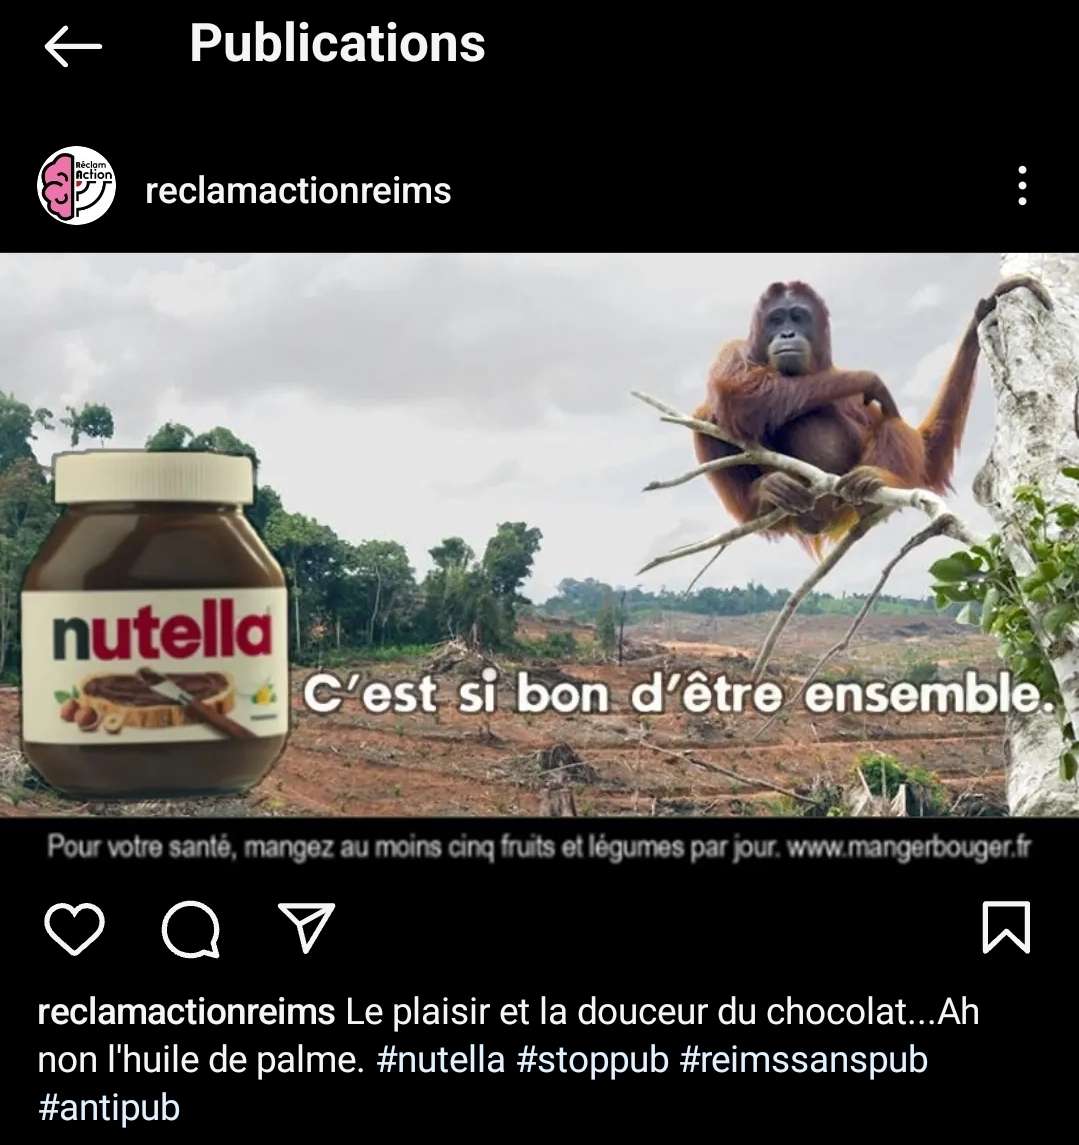 Publications
Réclam
Action
reclamactionreims
nutella
C'est si bon d'être ensemble.
Pour votre santé, mangez au moins cinq fruits et légumes par jour. www.mangerbouger.fr
reclamactionreims Le plaisir et la douceur du chocolat...Ah
non l'huile de palme. #nutella #stoppub #reimssanspub
#antipub